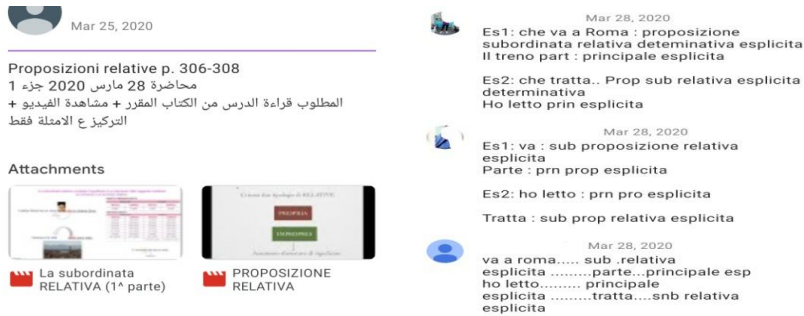 Mar 25, 2020
Proposizioni relative p. 306-308
محاضرة 28 مارس 2020 جزء 1
المطلوب قراءة الدرس من الكتاب المقرر + مشاهدة الفيديو +
التركيز ع الامثلة فقط
Attachments
PROPRIA
IMPROPRIA
La subordinata
RELATIVA (1^ parte)
PROPOSIZIONE
RELATIVA
Mar 28, 2020
Es1: che va a Roma : proposizione
subordinata relativa deteminativa esplicita
Il treno part : principale esplicita
Es2: che tratta.. Prop sub relativa esplicita
determinativa
Ho letto prin esplicita
Mar 28, 2020
Es1: va : sub proposizione relativa
esplicita
Parte : prn prop esplicita
Es2: ho letto : prn pro esplicita
Tratta : sub prop relativa esplicita
Mar 28, 2020
va a roma..... sub .relativa
esplicita .........parte...principale esp
ho letto......... principale
esplicita .........tratta....snb relativa
esplicita